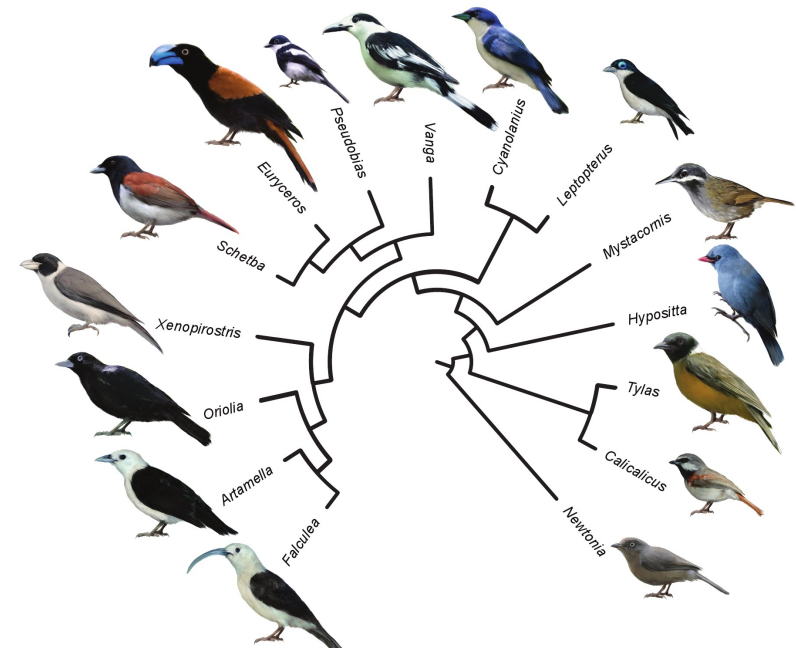 Pseudobias
Vanga
Cyanolanius
Leptopterus
Euryceros
Schetba
Mystacornis
Xenopirostris
Hypositta
Oriolia
Tylas
Artamella
Calicalicus
Falculea
Newtonia